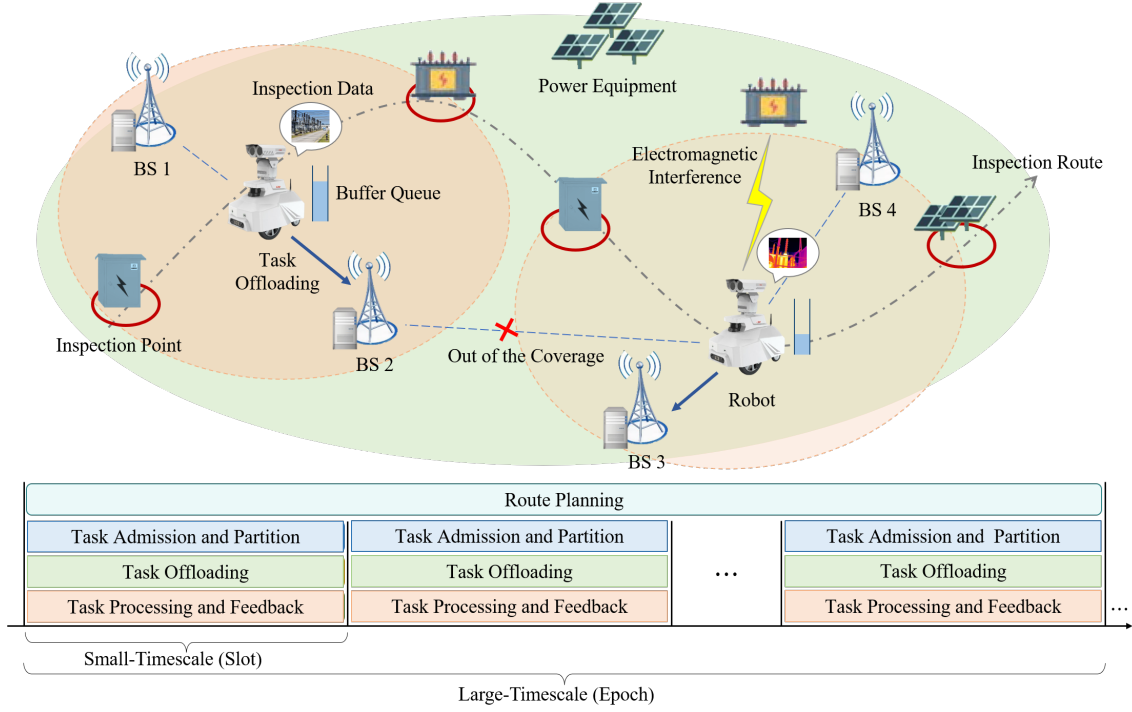 Power Equipment
Inspection Data
BS 1
Buffer Queue
Electromagnetic
Interference
Inspection Route
BS 4
Task
Offloading
Inspection Point
BS 2
Out of the Coverage
Robot
BS 3
Route Planning
Task Admission and Partition
Task Admission and Partition
Task Admission and Partition
Task Offloading
Task Offloading
...
Task Offloading
Task Processing and Feedback
Task Processing and Feedback
Task Processing and Feedback
...
Small-Timescale (Slot)
Large-Timescale (Epoch)